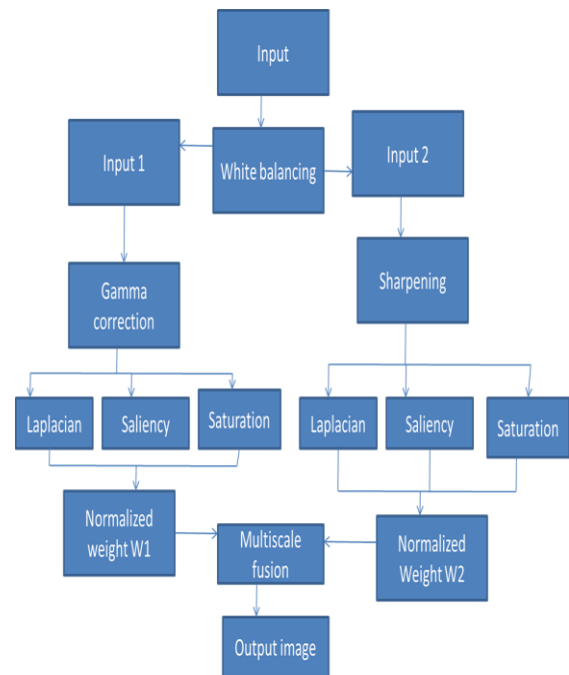 Input
Input 1
White balancing
Input 2
Gamma
correction
Sharpening
Laplacian
Saliency
Saturation
Laplacian
Saliency
Saturation
Normalized
weight W1
Multiscale
fusion
Normalized
Weight W2
Output image